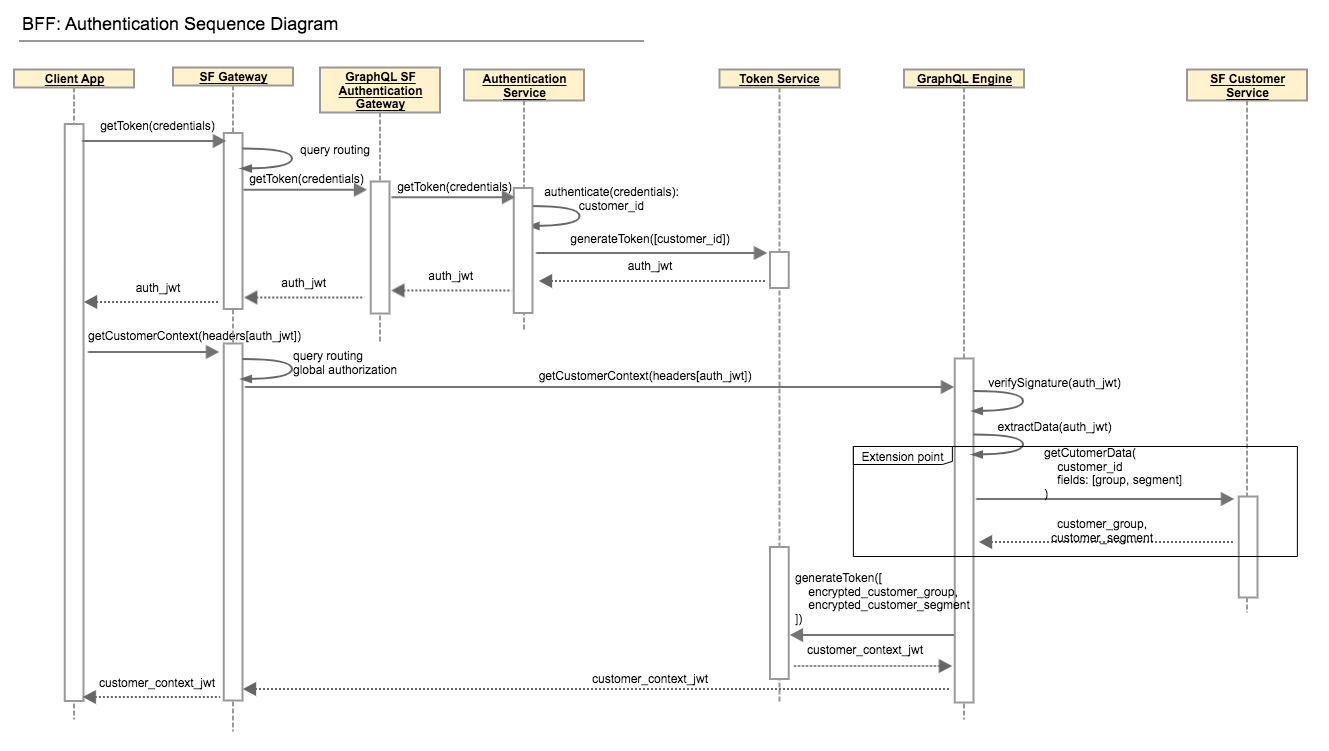 BFF: Authentication Sequence Diagram
Client App
SF Gateway
GraphQL SF
Authentication
Gateway
Authentication
Service
Token Service
GraphQL Engine
SF Customer
Service
getToken(credentials)
query routing
getToken(credentials)
getToken(credentials)
authenticate(credentials):
customer_id
generateToken([customer_id])
auth_jwt
auth_jwt
auth_jwt
auth_jwt
getCustomerContext(headers[auth_jwt])
query routing
global authorization
getCustomerContext(headers[auth_jwt])
verifySignature(auth_jwt)
extractData(auth_jwt)
Extension point
getCutomerData(
customer_id
fields: [group, segment]
)
customer_group,
customer_segment
generateToken([
encrypted_customer_group,
encrypted_customer_segment
])
customer_context_jwt
customer_context_jwt
customer_context_jwt